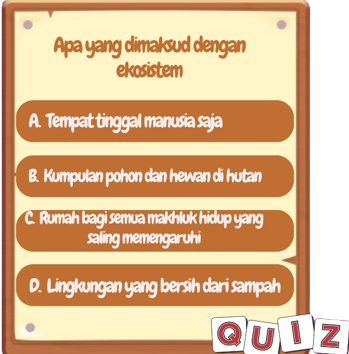 Apa yang dimaksud dengan
ekosistem
A. Tempat tinggal manusia saja
B. Kumpulan pohon dan hewan di hutan
C. Rumah bagi semua makhluk hidup yang
saling memengaruhi
D. Lingkungan yang bersih dari sampah
QUIZ